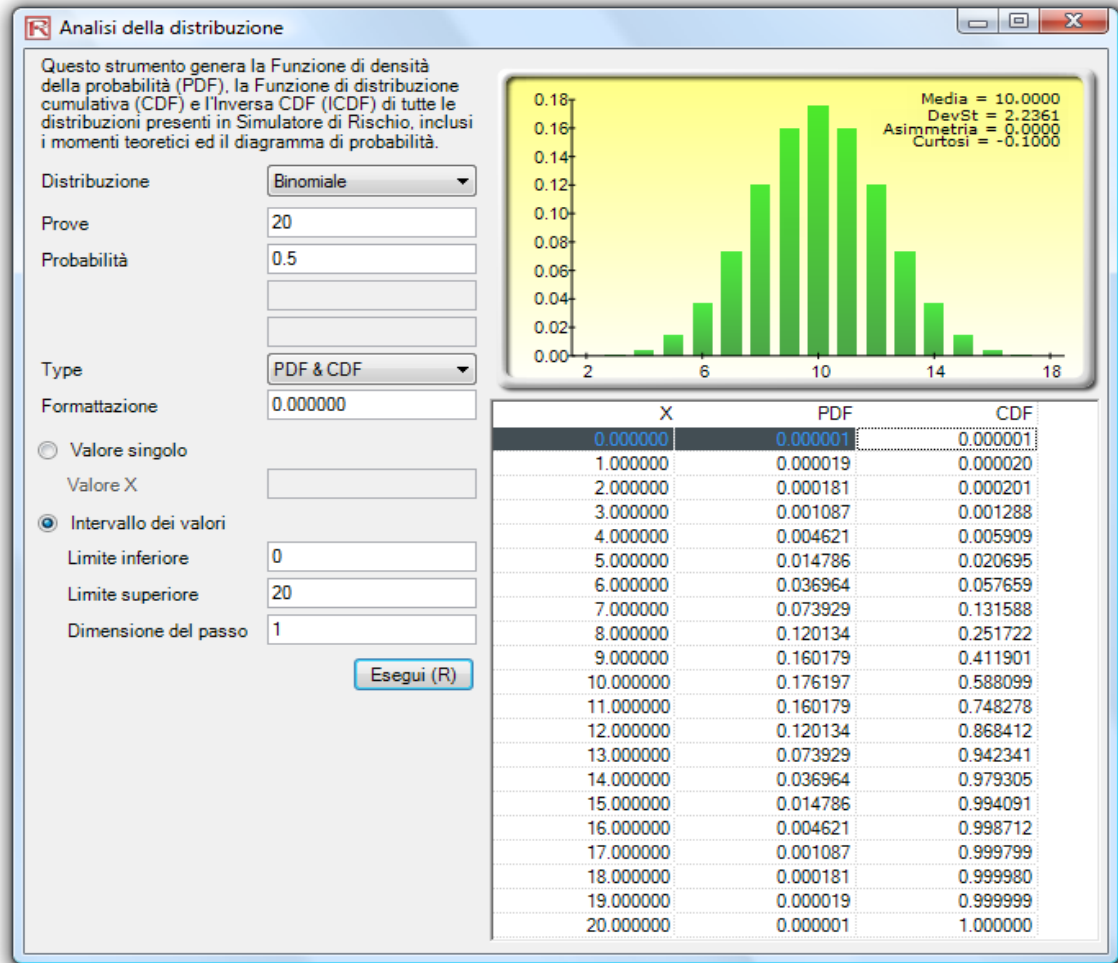 Analisi della distribuzione
Questo strumento genera la Funzione di densità
della probabilità (PDF), la Funzione di distribuzione
cumulativa (CDF) e l'Inversa CDF (ICDF) di tutte le
distribuzioni presenti in Simulatore di Rischio, inclusi
i momenti teoretici ed il diagramma di probabilità.
Distribuzione Binomiale
Prove 20
Probabilità 0.5
Type PDF & CDF
Formattazione 0.000000
Valore singolo
Valore X
Intervallo dei valori
Limite inferiore 0
Limite superiore 20
Dimensione del passo 1
Esegui (R)
Media = 10.0000
DevSt = 2.2361
Asimmetria = 0.0000
Curtosi = -0.1000
0.18
0.16
0.14
0.12
0.10
0.08
0.06
0.04
0.02
0.00
2 6 10 14 18
X PDF CDF
0.000000 0.000001 0.000001
1.000000 0.000019 0.000020
2.000000 0.000181 0.000201
3.000000 0.001087 0.001288
4.000000 0.004621 0.005909
5.000000 0.014786 0.020695
6.000000 0.036964 0.057659
7.000000 0.073929 0.131588
8.000000 0.120134 0.251722
9.000000 0.160179 0.411901
10.000000 0.176197 0.588099
11.000000 0.160179 0.748278
12.000000 0.120134 0.868412
13.000000 0.073929 0.942341
14.000000 0.036964 0.979305
15.000000 0.014786 0.994091
16.000000 0.004621 0.998712
17.000000 0.001087 0.999799
18.000000 0.000181 0.999980
19.000000 0.000019 0.999999
20.000000 0.000001 1.000000